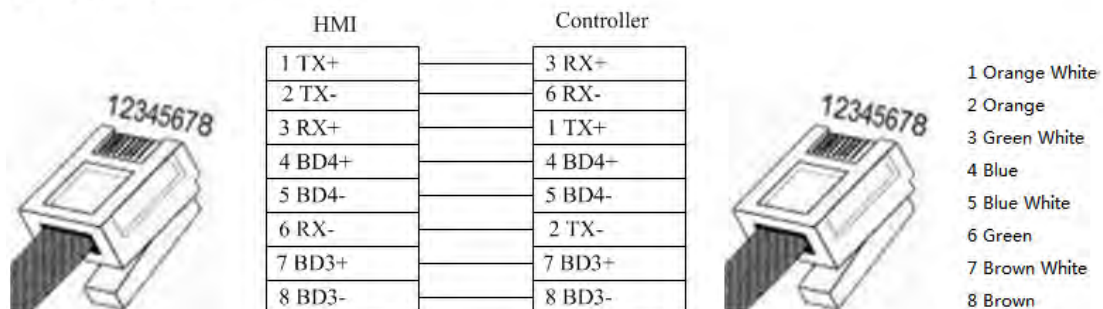 HMI Controller
1 TX+ 3 RX+
2 TX- 6 RX-
3 RX+ 1 TX+
4 BD4+ 4 BD4+
5 BD4- 5 BD4-
6 RX- 2 TX-
7 BD3+ 7 BD3+
8 BD3- 8 BD3-
12345678
12345678
1 Orange White
2 Orange
3 Green White
4 Blue
5 Blue White
6 Green
7 Brown White
8 Brown